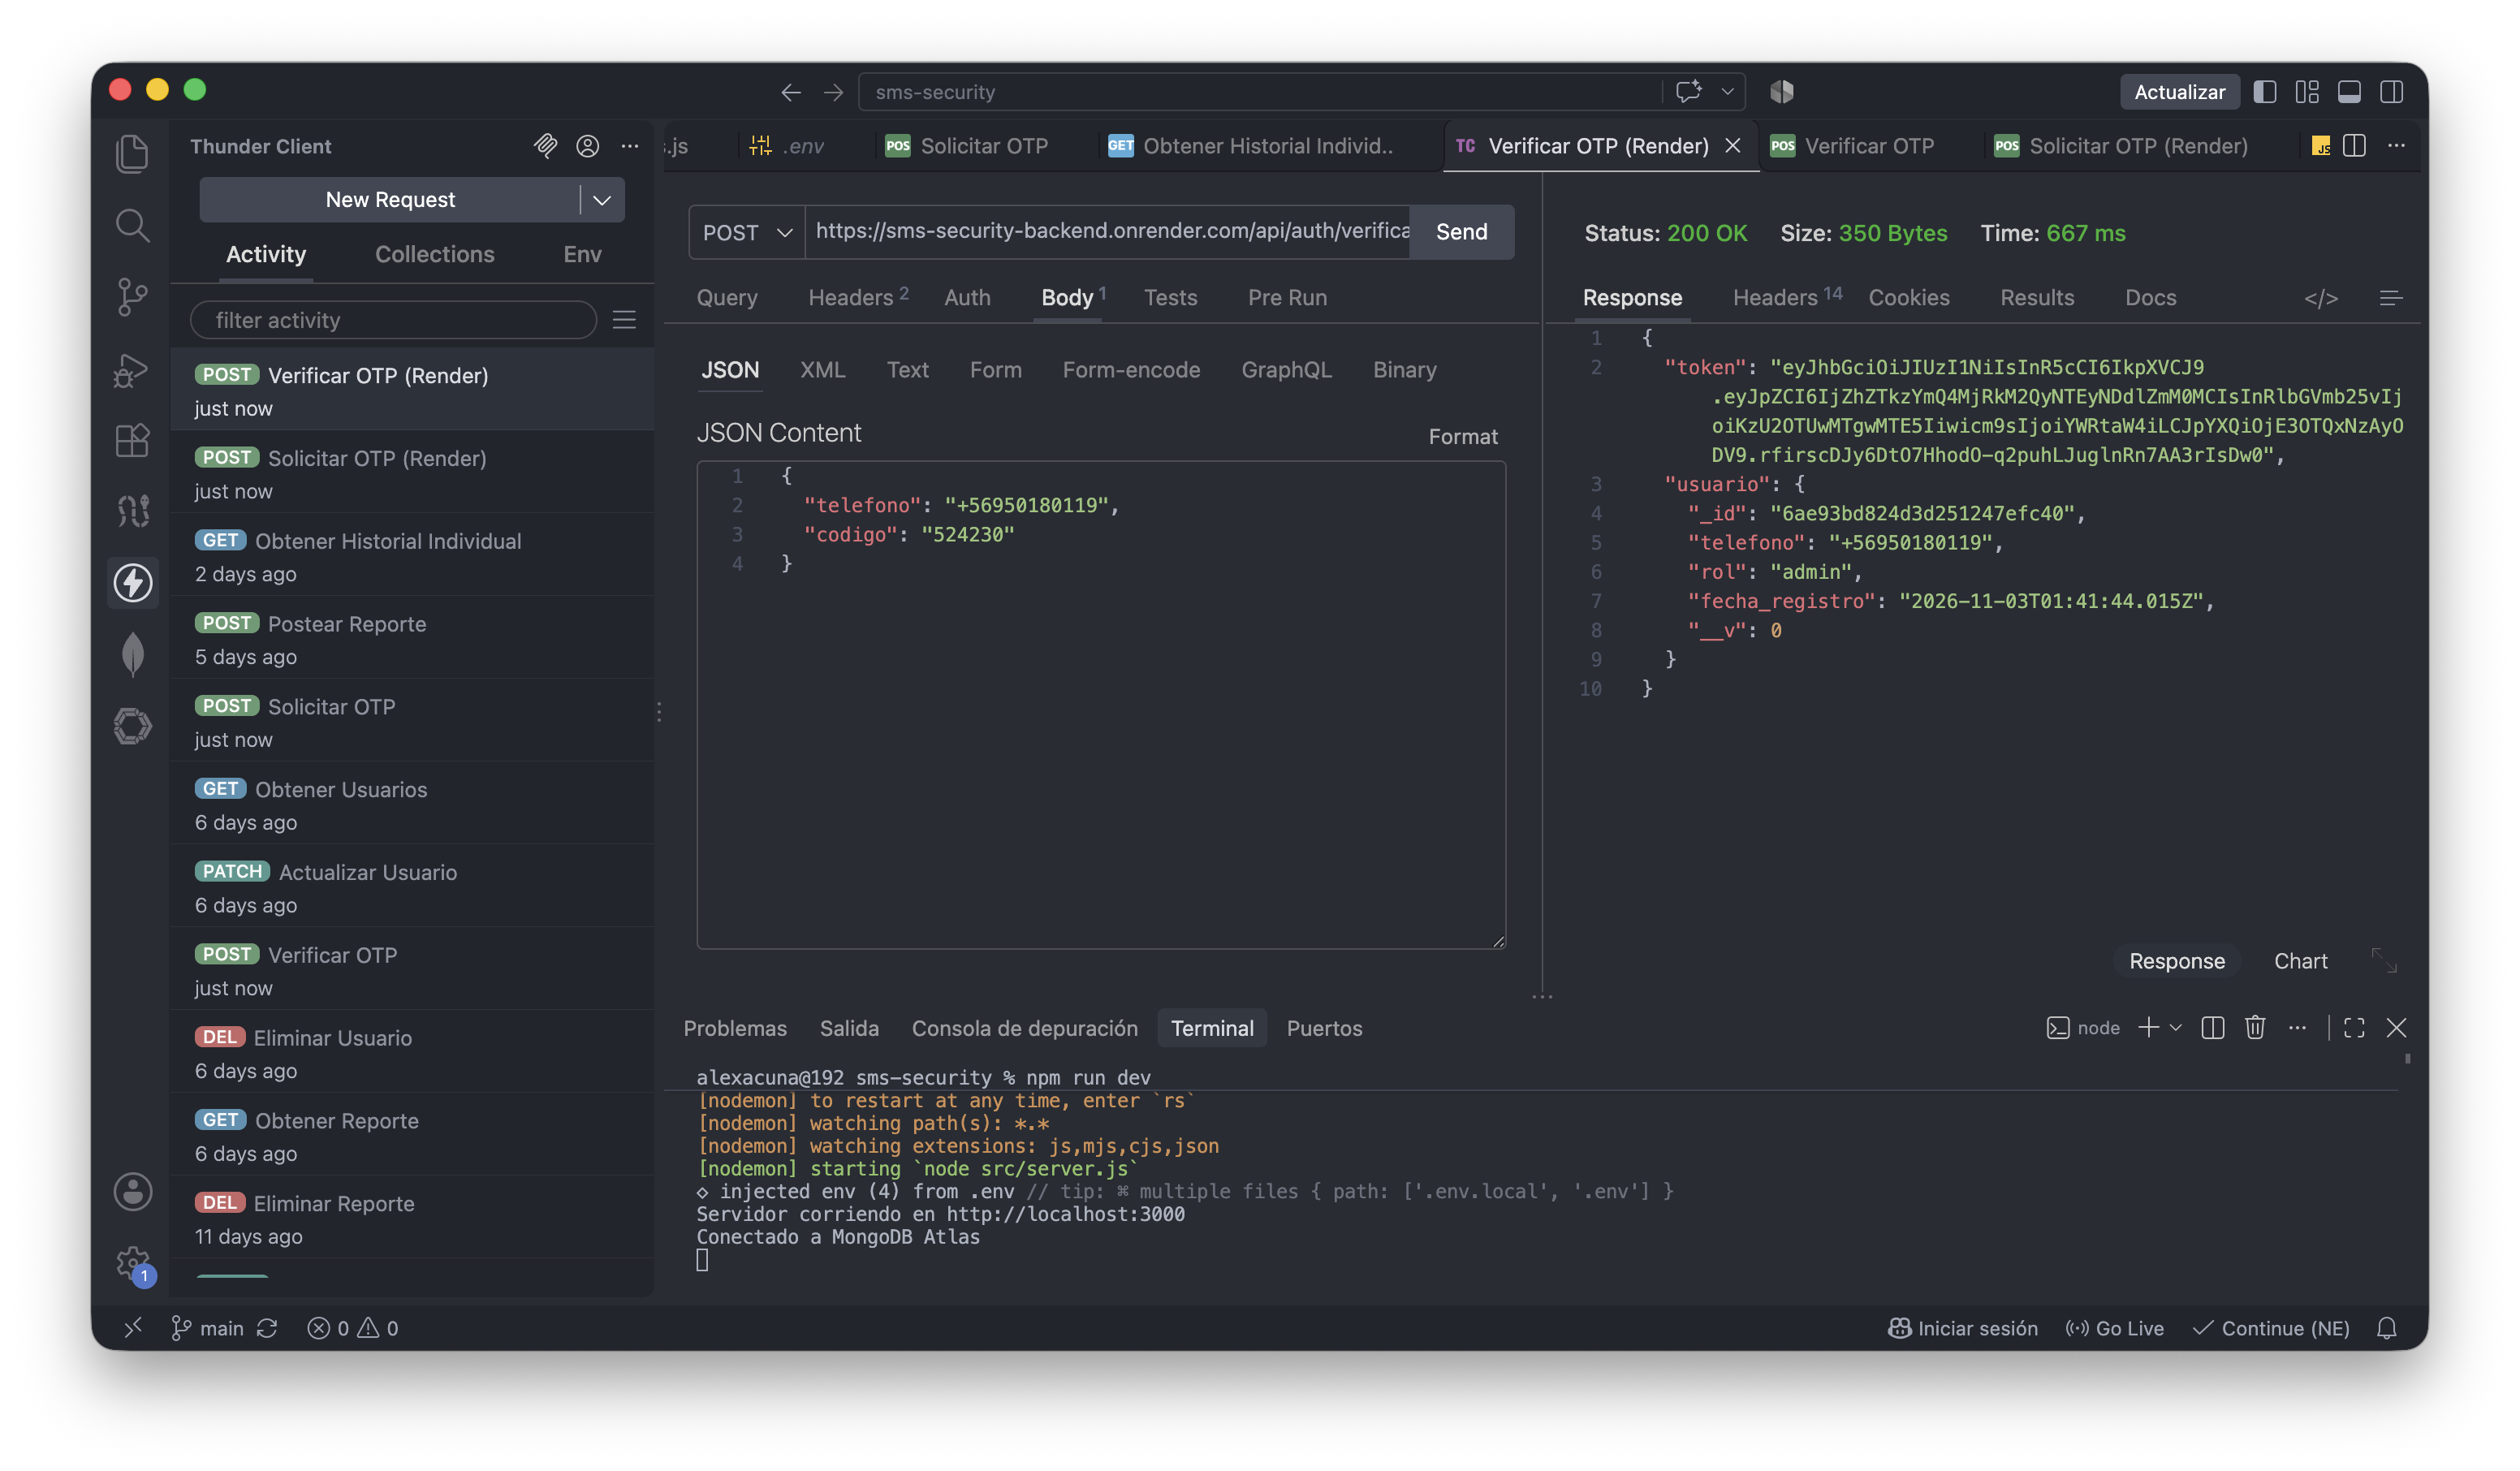 sms-security
Actualizar
Thunder Client
New Request
Activity
Collections
Env
filter activity
POST Verificar OTP (Render)
just now
POST Solicitar OTP (Render)
just now
GET Obtener Historial Individual
2 days ago
POST Postear Reporte
5 days ago
POST Solicitar OTP
just now
GET Obtener Usuarios
6 days ago
PATCH Actualizar Usuario
6 days ago
POST Verificar OTP
just now
DEL Eliminar Usuario
6 days ago
GET Obtener Reporte
6 days ago
DEL Eliminar Reporte
11 days ago
1
.js
.env
POS Solicitar OTP
GET Obtener Historial Individ..
TC Verificar OTP (Render)
POS Verificar OTP
POS Solicitar OTP (Render)
JS
POST
https://sms-security-backend.onrender.com/api/auth/verifica
Send
Query
Headers 2
Auth
Body 1
Tests
Pre Run
JSON
XML
Text
Form
Form-encode
GraphQL
Binary
JSON Content
Format
1 {
2 "telefono": "+56950180119",
3 "codigo": "524230"
4 }
Status: 200 OK
Size: 350 Bytes
Time: 667 ms
Response
Headers 14
Cookies
Results
Docs
</>
1 {
2 "token": "eyJhbGciOiJIUzI1NiIsInR5cCI6IkpXVCJ9
.eyJpZCI6IjZhZTkzYmQ4MjRkM2QyNTEyNDdlZmM0MCIsInRlbGVmb25vIj
oiKzU2OTUwMTgwMTE5Iiwicm9sIjoiYWRtaW4iLCJpYXQiOjE3OTQxNzAyO
DV9.rfirscDJy6DtO7HhodO-q2puhLJuglnRn7AA3rIsDw0",
3 "usuario": {
4 "_id": "6ae93bd824d3d251247efc40",
5 "telefono": "+56950180119",
6 "rol": "admin",
7 "fecha_registro": "2026-11-03T01:41:44.015Z",
8 "__v": 0
9 }
10 }
Response
Chart
Problemas
Salida
Consola de depuración
Terminal
Puertos
node
alexacuna@192 sms-security % npm run dev
[nodemon] to restart at any time, enter `rs`
[nodemon] watching path(s): *.*
[nodemon] watching extensions: js,mjs,cjs,json
[nodemon] starting `node src/server.js`
◇ injected env (4) from .env // tip: ⌘ multiple files { path: ['.env.local', '.env'] }
Servidor corriendo en http://localhost:3000
Conectado a MongoDB Atlas
main
0
0
Iniciar sesión
Go Live
Continue (NE)